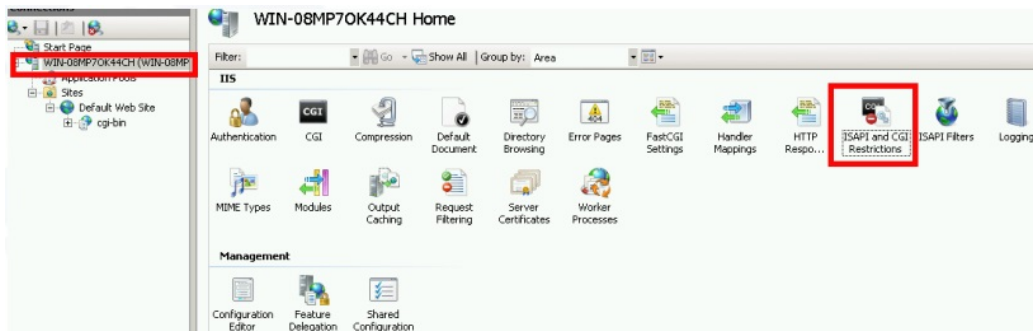 Connections
WIN-08MP7OK44CH Home
Start Page
WIN-08MP7OK44CH (WIN-08MP
Application Pools
Sites
Default Web Site
cgi-bin
Filter: Go Show All Group by: Area
IIS
Authentication CGI Compression Default Document Directory Browsing Error Pages FastCGI Settings Handler Mappings HTTP Respo... ISAPI and CGI Restrictions ISAPI Filters Logging
MIME Types Modules Output Caching Request Filtering Server Certificates Worker Processes
Management
Configuration Editor Feature Delegation Shared Configuration